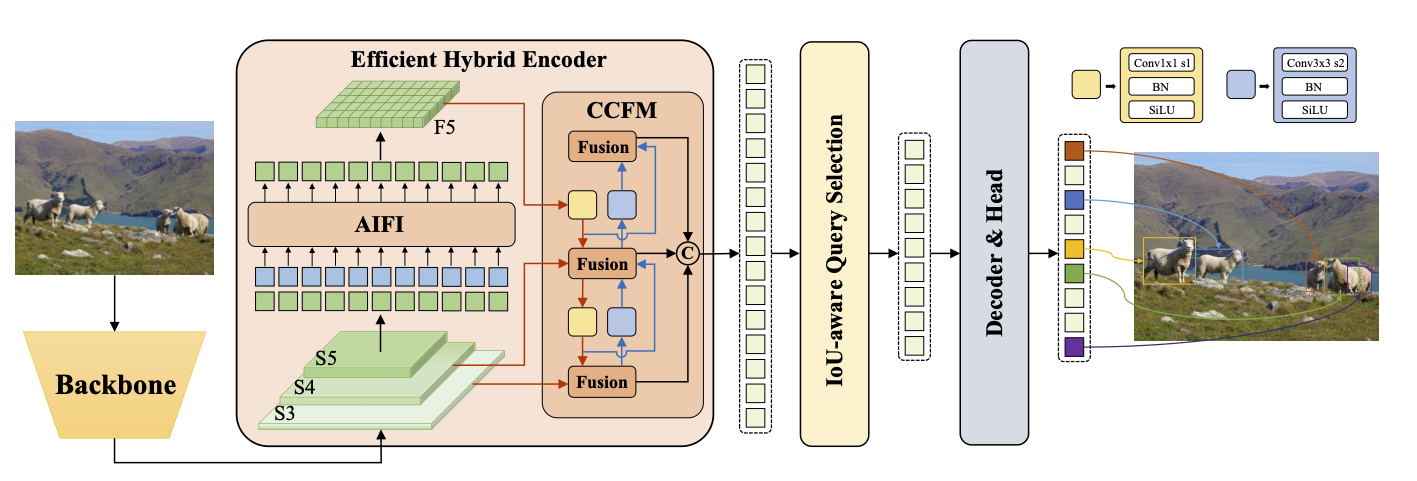 Efficient Hybrid Encoder
F5
AIFI
S5
S4
S3
Backbone
CCFM
Fusion
Fusion
Fusion
C
IoU-aware Query Selection
Decoder & Head
Conv1x1 s1
BN
SiLU
Conv3x3 s2
BN
SiLU